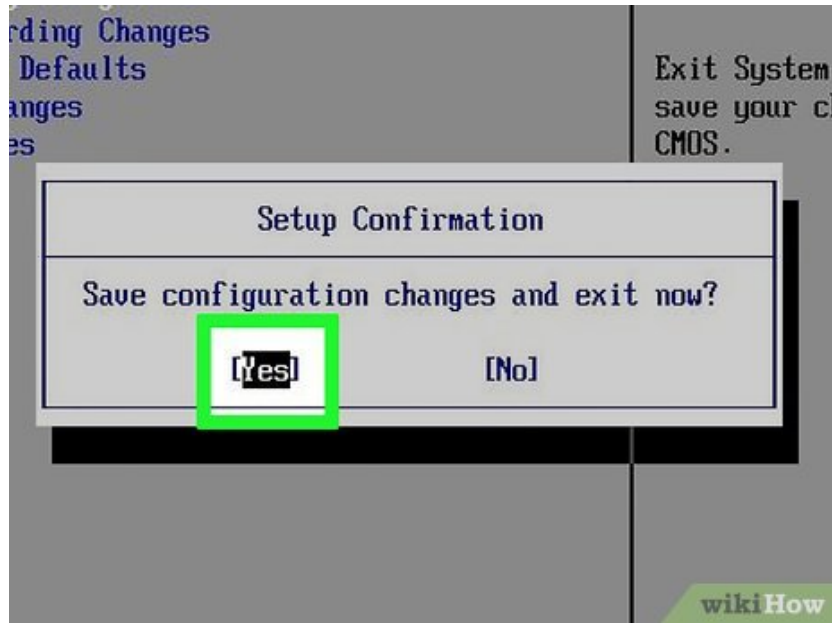 rding Changes
Defaults
anges
es
Exit System
save your c
CMOS.
Setup Confirmation
Save configuration changes and exit now?
[Yes] [No]
wikiHow